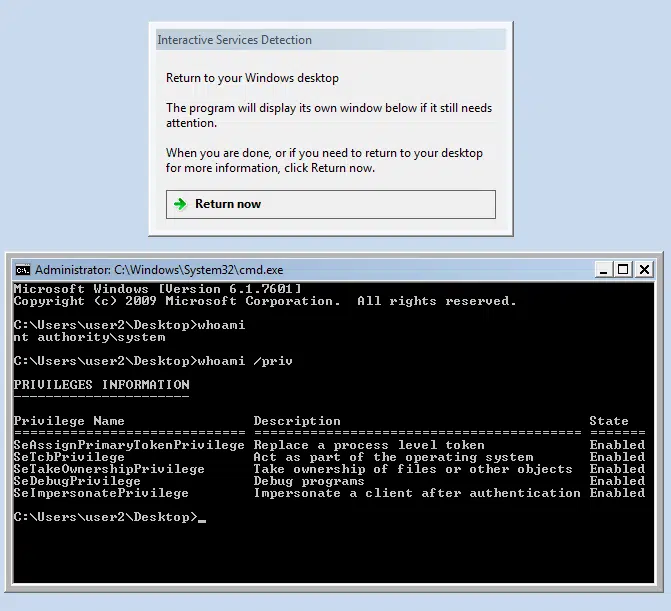 Interactive Services Detection
Return to your Windows desktop
The program will display its own window below if it still needs
attention.
When you are done, or if you need to return to your desktop
for more information, click Return now.
Return now
Administrator: C:\Windows\System32\cmd.exe
Microsoft Windows [Version 6.1.7601]
Copyright (c) 2009 Microsoft Corporation.  All rights reserved.
C:\Users\user2\Desktop>whoami
nt authority\system
C:\Users\user2\Desktop>whoami /priv
PRIVILEGES INFORMATION
----------------------
Privilege Name                Description                               State
============================= ========================================= =======
SeAssignPrimaryTokenPrivilege Replace a process level token             Enabled
SeTcbPrivilege                Act as part of the operating system       Enabled
SeTakeOwnershipPrivilege      Take ownership of files or other objects  Enabled
SeDebugPrivilege              Debug programs                            Enabled
SeImpersonatePrivilege        Impersonate a client after authentication Enabled
C:\Users\user2\Desktop>_